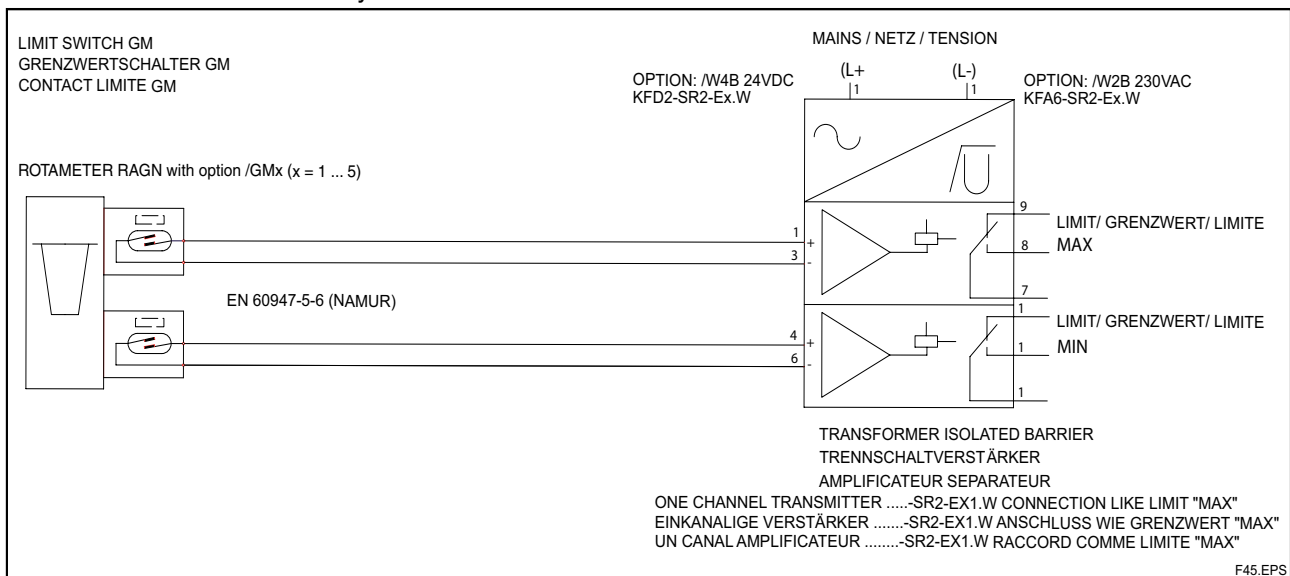 LIMIT SWITCH GM
GRENZWERTSCHALTER GM
CONTACT LIMITE GM
MAINS / NETZ / TENSION
OPTION: /W4B 24VDC
KFD2-SR2-Ex.W
(L+
(L-)
1
1
OPTION: /W2B 230VAC
KFA6-SR2-Ex.W
ROTAMETER RAGN with option /GMx (x = 1 ... 5)
1
+
3
-
9
LIMIT/ GRENZWERT/ LIMITE
8
MAX
7
EN 60947-5-6 (NAMUR)
4
+
6
-
1
LIMIT/ GRENZWERT/ LIMITE
1
MIN
1
TRANSFORMER ISOLATED BARRIER
TRENNSCHALTVERSTÄRKER
AMPLIFICATEUR SEPARATEUR
ONE CHANNEL TRANSMITTER .....-SR2-EX1.W CONNECTION LIKE LIMIT "MAX"
EINKANALIGE VERSTÄRKER .......-SR2-EX1.W ANSCHLUSS WIE GRENZWERT "MAX"
UN CANAL AMPLIFICATEUR ........-SR2-EX1.W RACCORD COMME LIMITE "MAX"
F45.EPS